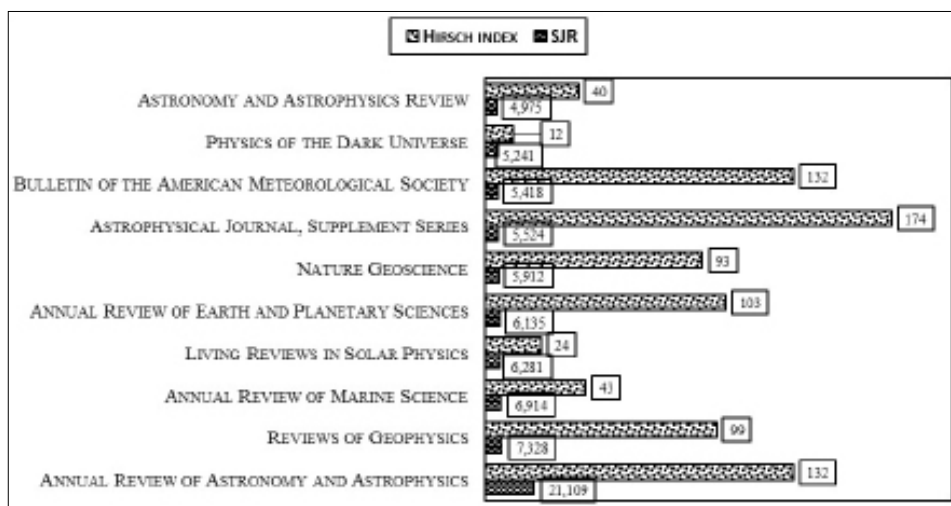 HIRSCH INDEX SJR
ASTRONOMY AND ASTROPHYSICS REVIEW
40
4,975
PHYSICS OF THE DARK UNIVERSE
12
5,241
BULLETIN OF THE AMERICAN METEOROLOGICAL SOCIETY
132
5,418
ASTROPHYSICAL JOURNAL, SUPPLEMENT SERIES
174
5,524
NATURE GEOSCIENCE
93
5,912
ANNUAL REVIEW OF EARTH AND PLANETARY SCIENCES
103
6,135
LIVING REVIEWS IN SOLAR PHYSICS
24
6,281
ANNUAL REVIEW OF MARINE SCIENCE
43
6,914
REVIEWS OF GEOPHYSICS
99
7,328
ANNUAL REVIEW OF ASTRONOMY AND ASTROPHYSICS
132
21,109